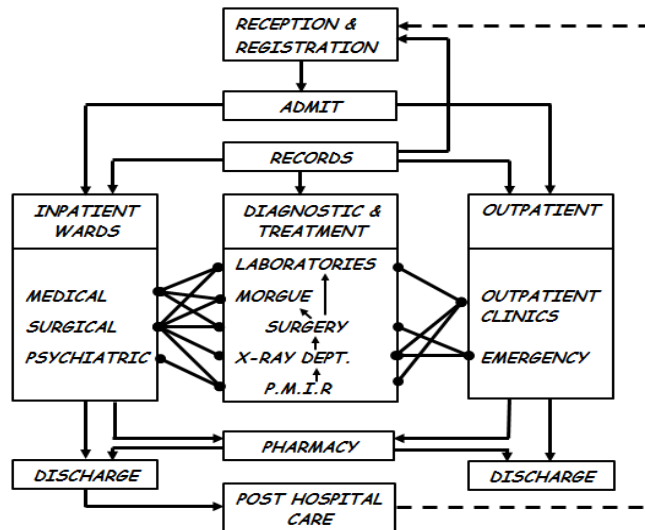 RECEPTION &
REGISTRATION
ADMIT
RECORDS
INPATIENT
WARDS
DIAGNOSTIC &
TREATMENT
OUTPATIENT
LABORATORIES
MEDICAL
MORGUE
OUTPATIENT
CLINICS
SURGICAL
SURGERY
PSYCHIATRIC
X-RAY DEPT.
EMERGENCY
P.M.I.R
PHARMACY
DISCHARGE
DISCHARGE
POST HOSPITAL
CARE